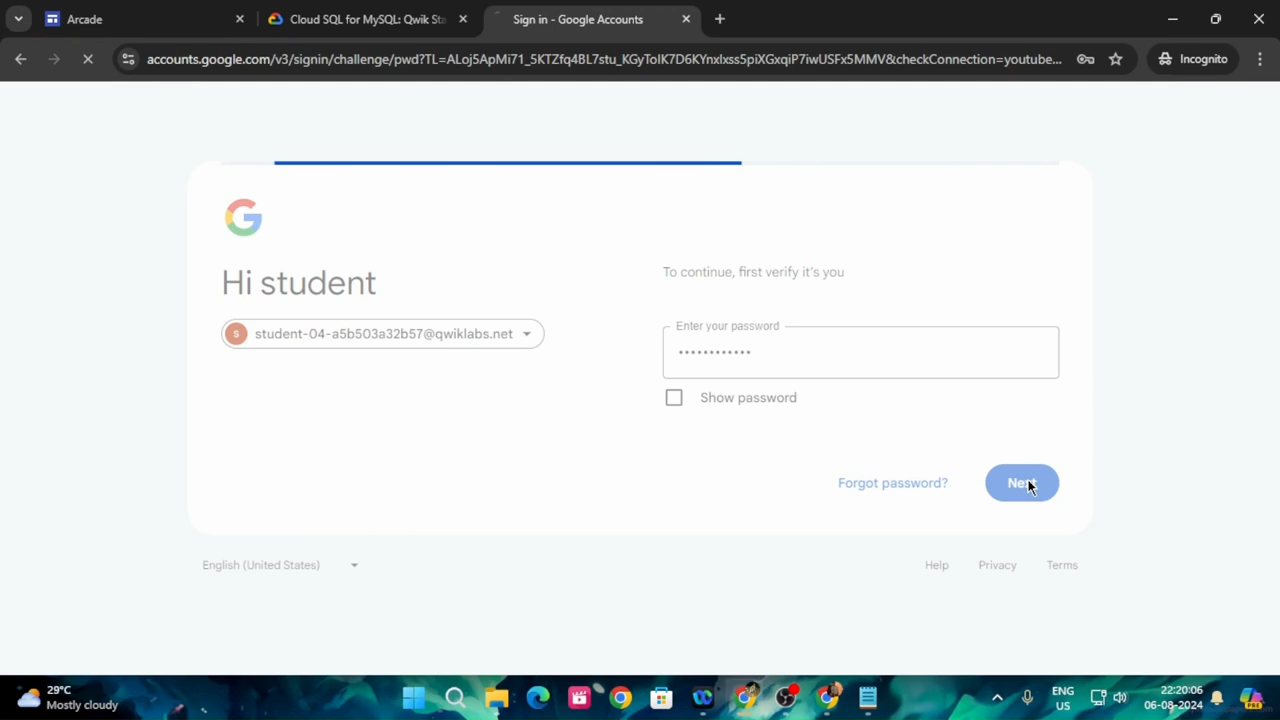 Arcade
Cloud SQL for MySQL: Qwik Sta
Sign in - Google Accounts
accounts.google.com/v3/signin/challenge/pwd?TL=ALoj5ApMi71_5KTZfq4BL7stu_KGyToIK7D6KYnxlxss5piXGxqiP7iwUSFx5MMV&checkConnection=youtube...
Incognito
G
Hi student
s student-04-a5b503a32b57@qwiklabs.net
To continue, first verify it's you
Enter your password
••••••••••••
Show password
Forgot password?
Next
English (United States)
Help
Privacy
Terms
29°C
Mostly cloudy
ENG
US
22:20:06
06-08-2024
PRE